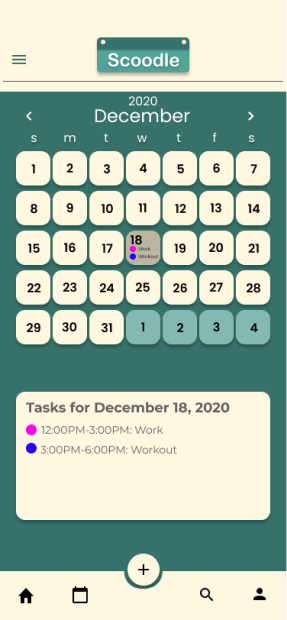 Scoodle
2020
December
s m t w t f s
1 2 3 4 5 6 7
8 9 10 11 12 13 14
15 16 17 18 19 20 21
Work
Workout
22 23 24 25 26 27 28
29 30 31 1 2 3 4
Tasks for December 18, 2020
12:00PM-3:00PM: Work
3:00PM-6:00PM: Workout
+